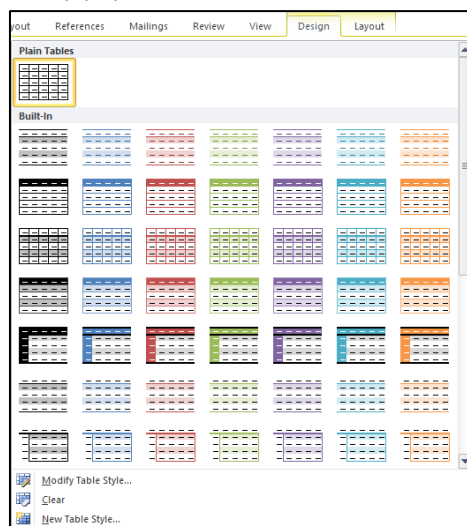 yout References Mailings Review View Design Layout
Plain Tables
Built-In
Modify Table Style...
Clear
New Table Style...